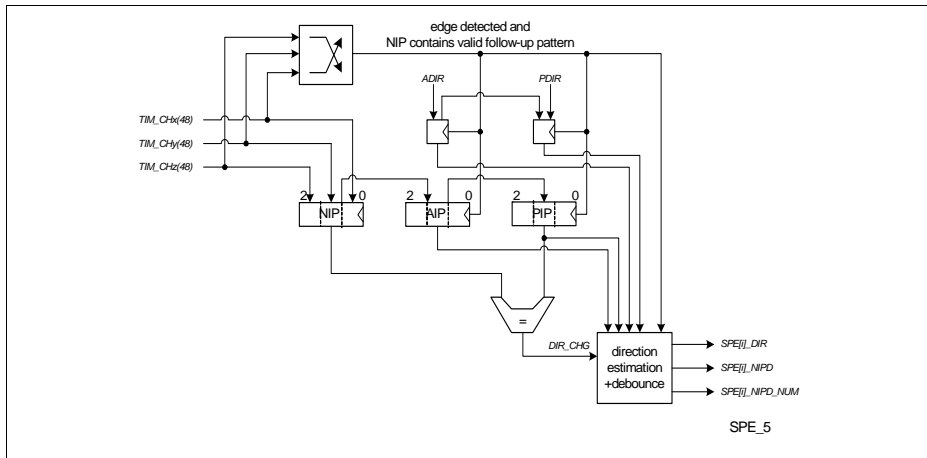 edge detected and
NIP contains valid follow-up pattern
ADIR
PDIR
TIM_CHx(48)
TIM_CHy(48)
TIM_CHz(48)
2 NIP 0
2 AIP 0
2 PIP 0
=
DIR_CHG
direction
estimation
+debounce
SPE[i]_DIR
SPE[i]_NIPD
SPE[i]_NIPD_NUM
SPE_5